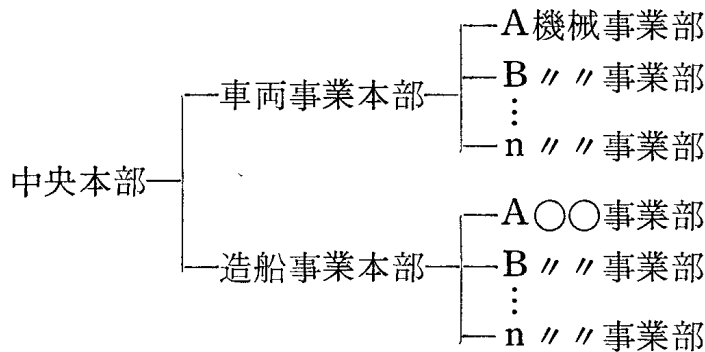 A機械事業部
車両事業本部
B 〃 〃 事業部
⋮
n 〃 〃 事業部
中央本部
A○○事業部
造船事業本部
B 〃 〃 事業部
⋮
n 〃 〃 事業部